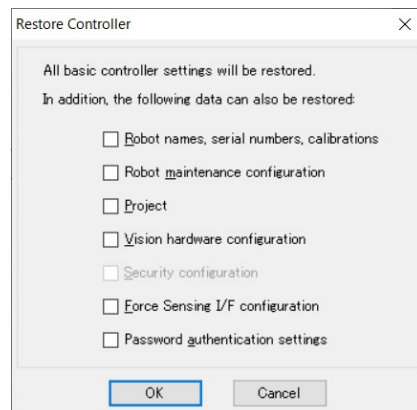 Restore Controller
All basic controller settings will be restored.
In addition, the following data can also be restored:
Robot names, serial numbers, calibrations
Robot maintenance configuration
Project
Vision hardware configuration
Security configuration
Force Sensing I/F configuration
Password authentication settings
OK Cancel